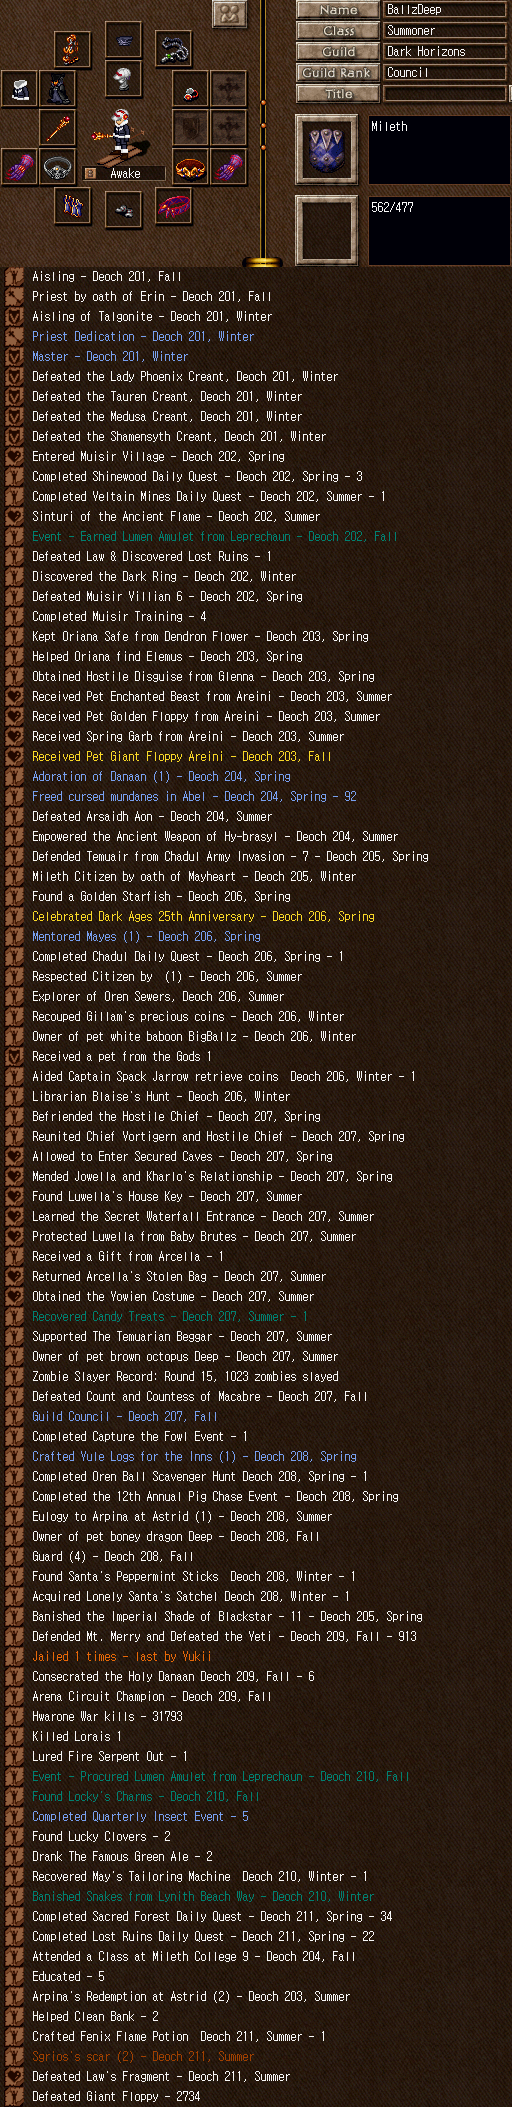 Name BallzDeep
Class Summoner
Guild Dark Horizons
Guild Rank Council
Title
Mileth
Awake
562/477
Aisling - Deoch 201, Fall
Priest by oath of Erin - Deoch 201, Fall
Aisling of Talgonite - Deoch 201, Winter
Priest Dedication - Deoch 201, Winter
Master - Deoch 201, Winter
Defeated the Lady Phoenix Creant, Deoch 201, Winter
Defeated the Tauren Creant, Deoch 201, Winter
Defeated the Medusa Creant, Deoch 201, Winter
Defeated the Shamensyth Creant, Deoch 201, Winter
Entered Muisir Village - Deoch 202, Spring
Completed Shinewood Daily Quest - Deoch 202, Spring - 3
Completed Veltain Mines Daily Quest - Deoch 202, Summer - 1
Sinturi of the Ancient Flame - Deoch 202, Summer
Event - Earned Lumen Amulet from Leprechaun - Deoch 202, Fall
Defeated Law & Discovered Lost Ruins - 1
Discovered the Dark Ring - Deoch 202, Winter
Defeated Muisir Villian 6 - Deoch 202, Spring
Completed Muisir Training - 4
Kept Oriana Safe from Dendron Flower - Deoch 203, Spring
Helped Oriana find Elemus - Deoch 203, Spring
Obtained Hostile Disguise from Glenna - Deoch 203, Spring
Received Pet Enchanted Beast from Areini - Deoch 203, Summer
Received Pet Golden Floppy from Areini - Deoch 203, Summer
Received Spring Garb from Areini - Deoch 203, Summer
Received Pet Giant Floppy Areini - Deoch 203, Fall
Adoration of Danaan (1) - Deoch 204, Spring
Freed cursed mundanes in Abel - Deoch 204, Spring - 92
Defeated Arsaidh Aon - Deoch 204, Summer
Empowered the Ancient Weapon of Hy-brasyl - Deoch 204, Summer
Defended Temuair from Chadul Army Invasion - 7 - Deoch 205, Spring
Mileth Citizen by oath of Mayheart - Deoch 205, Winter
Found a Golden Starfish - Deoch 206, Spring
Celebrated Dark Ages 25th Anniversary - Deoch 206, Spring
Mentored Mayes (1) - Deoch 206, Spring
Completed Chadul Daily Quest - Deoch 206, Spring - 1
Respected Citizen by  (1) - Deoch 206, Summer
Explorer of Oren Sewers, Deoch 206, Summer
Recouped Gillam's precious coins - Deoch 206, Winter
Owner of pet white baboon BigBallz - Deoch 206, Winter
Received a pet from the Gods 1
Aided Captain Spack Jarrow retrieve coins  Deoch 206, Winter - 1
Librarian Blaise's Hunt - Deoch 206, Winter
Befriended the Hostile Chief - Deoch 207, Spring
Reunited Chief Vortigern and Hostile Chief - Deoch 207, Spring
Allowed to Enter Secured Caves - Deoch 207, Spring
Mended Jowella and Kharlo's Relationship - Deoch 207, Spring
Found Luwella's House Key - Deoch 207, Summer
Learned the Secret Waterfall Entrance - Deoch 207, Summer
Protected Luwella from Baby Brutes - Deoch 207, Summer
Received a Gift from Arcella - 1
Returned Arcella's Stolen Bag - Deoch 207, Summer
Obtained the Yowien Costume - Deoch 207, Summer
Recovered Candy Treats - Deoch 207, Summer - 1
Supported The Temuarian Beggar - Deoch 207, Summer
Owner of pet brown octopus Deep - Deoch 207, Summer
Zombie Slayer Record: Round 15, 1023 zombies slayed
Defeated Count and Countess of Macabre - Deoch 207, Fall
Guild Council - Deoch 207, Fall
Completed Capture the Fowl Event - 1
Crafted Yule Logs for the Inns (1) - Deoch 208, Spring
Completed Oren Ball Scavenger Hunt Deoch 208, Spring - 1
Completed the 12th Annual Pig Chase Event - Deoch 208, Spring
Eulogy to Arpina at Astrid (1) - Deoch 208, Summer
Owner of pet boney dragon Deep - Deoch 208, Fall
Guard (4) - Deoch 208, Fall
Found Santa's Peppermint Sticks  Deoch 208, Winter - 1
Acquired Lonely Santa's Satchel Deoch 208, Winter - 1
Banished the Imperial Shade of Blackstar - 11 - Deoch 205, Spring
Defended Mt. Merry and Defeated the Yeti - Deoch 209, Fall - 913
Jailed 1 times - last by Yukii
Consecrated the Holy Danaan Deoch 209, Fall - 6
Arena Circuit Champion - Deoch 209, Fall
Hwarone War kills - 31793
Killed Lorais 1
Lured Fire Serpent Out - 1
Event - Procured Lumen Amulet from Leprechaun - Deoch 210, Fall
Found Locky's Charms - Deoch 210, Fall
Completed Quarterly Insect Event - 5
Found Lucky Clovers - 2
Drank The Famous Green Ale - 2
Recovered May's Tailoring Machine  Deoch 210, Winter - 1
Banished Snakes from Lynith Beach Way - Deoch 210, Winter
Completed Sacred Forest Daily Quest - Deoch 211, Spring - 34
Completed Lost Ruins Daily Quest - Deoch 211, Spring - 22
Attended a Class at Mileth College 9 - Deoch 204, Fall
Educated - 5
Arpina's Redemption at Astrid (2) - Deoch 203, Summer
Helped Clean Bank - 2
Crafted Fenix Flame Potion  Deoch 211, Summer - 1
Sgrios's scar (2) - Deoch 211, Summer
Defeated Law's Fragment - Deoch 211, Summer
Defeated Giant Floppy - 2734